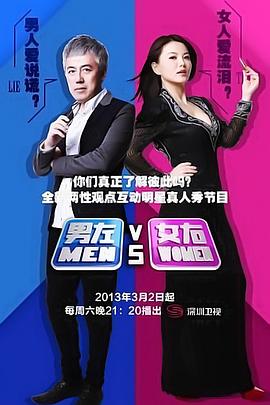 男人爱说谎?
LIE
女人爱流泪?
你们真正了解彼此吗?
全国两性观点互动明星真人秀节目
男左 V 女右
MEN S WOMEN
2013年3月2日起
每周六晚21:20播出 深圳卫视